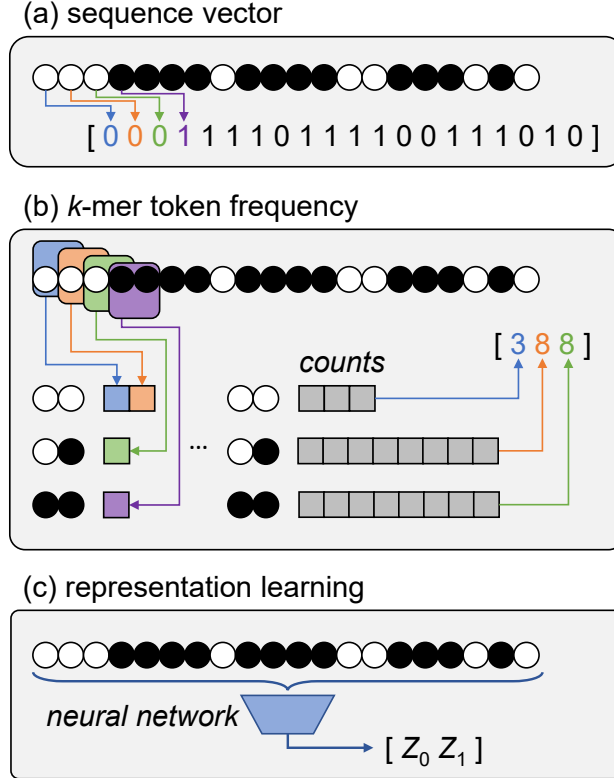 (a) sequence vector
[ 0 0 0 1 1 1 1 0 1 1 1 1 0 0 1 1 1 0 1 0 ]
(b) k-mer token frequency
[ 3 8 8 ]
counts
...
(c) representation learning
neural network
[ Z0 Z1 ]